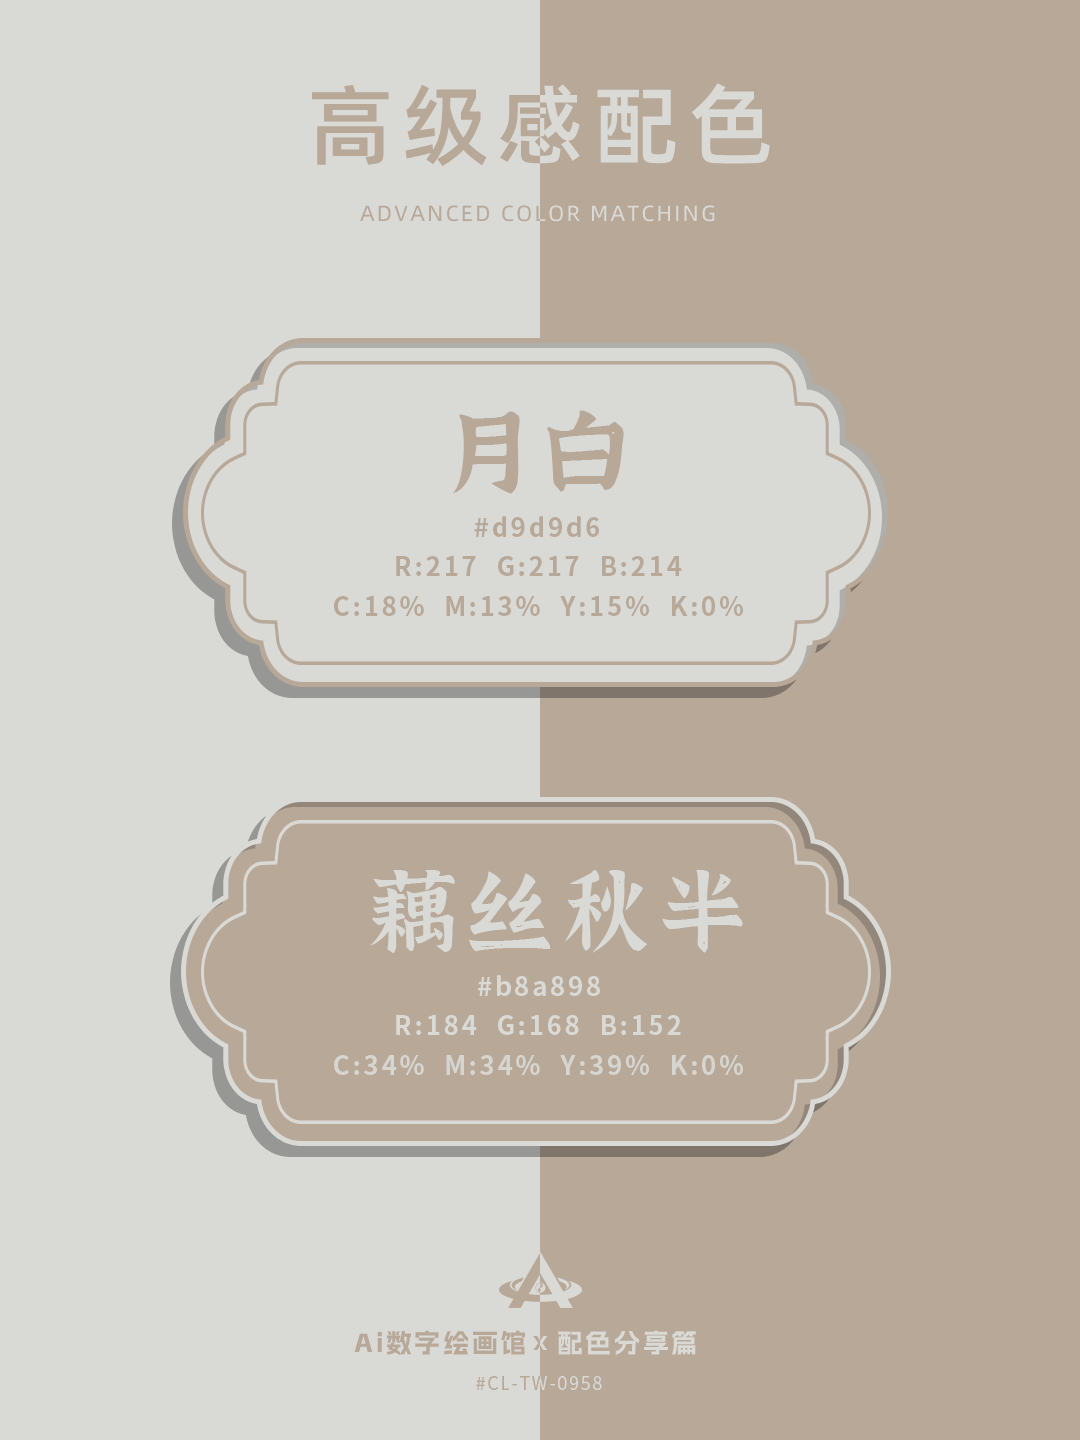 高级感配色
ADVANCED COLOR MATCHING
月白
#d9d9d6
R:217 G:217 B:214
C:18% M:13% Y:15% K:0%
藕丝秋半
#b8a898
R:184 G:168 B:152
C:34% M:34% Y:39% K:0%
Ai数字绘画馆 x 配色分享篇
#CL-TW-0958